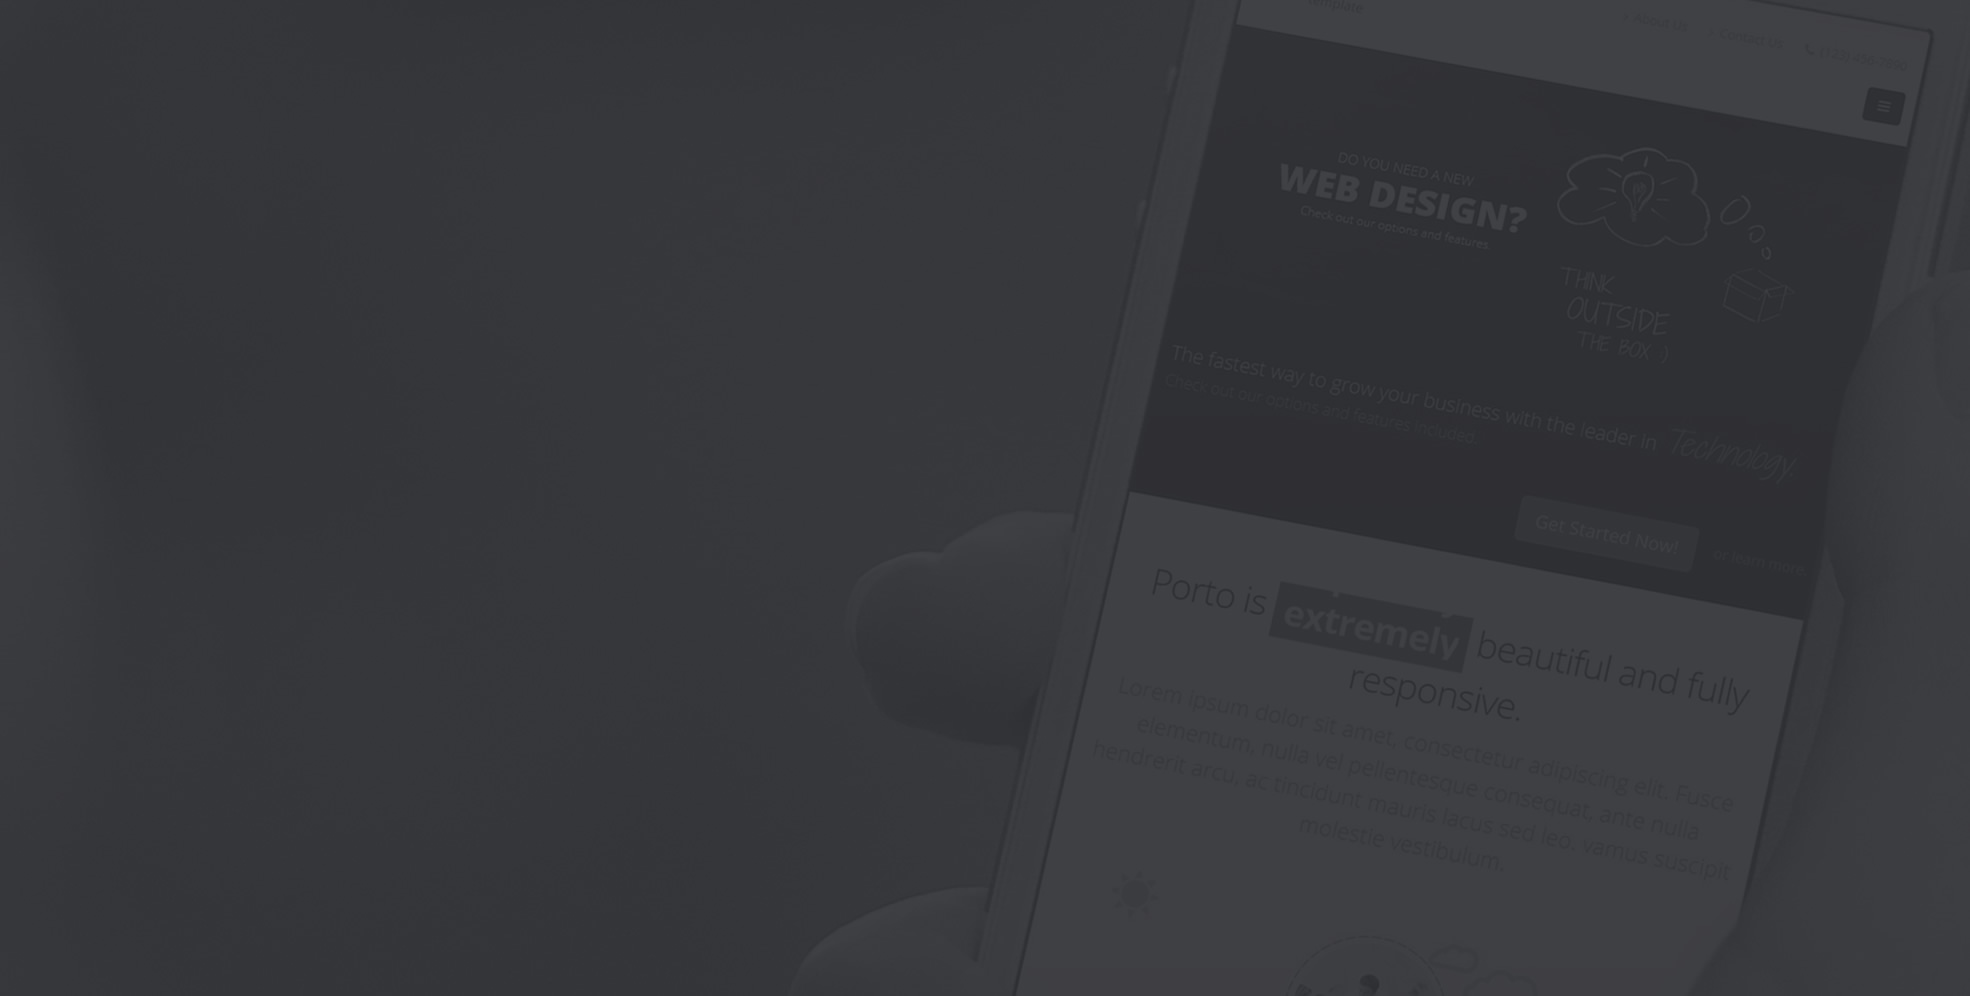 Template
About Us
Contact Us
(123) 456-7890
DO YOU NEED A NEW
WEB DESIGN?
Check out our options and features
THINK
OUTSIDE
THE BOX :)
The fastest way to grow your business with the leader in Technology
Check out our options and features included.
Get Started Now!
or learn more.
Porto is extremely beautiful and fully
responsive.
Lorem ipsum dolor sit amet, consectetur adipiscing elit. Fusce
elementum, nulla vel pellentesque consequat, ante nulla
hendrerit arcu, ac tincidunt mauris lacus sed leo. vamus suscipit
molestie vestibulum.